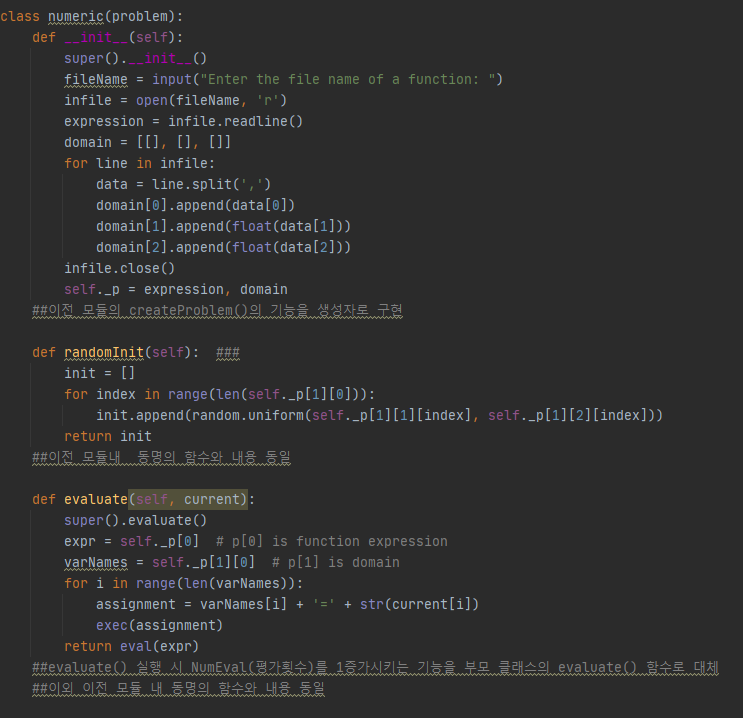 class numeric(problem):
    def __init__(self):
        super().__init__()
        fileName = input("Enter the file name of a function: ")
        infile = open(fileName, 'r')
        expression = infile.readline()
        domain = [[], [], []]
        for line in infile:
            data = line.split(',')
            domain[0].append(data[0])
            domain[1].append(float(data[1]))
            domain[2].append(float(data[2]))
        infile.close()
        self._p = expression, domain
    ##이전 모듈의 createProblem()의 기능을 생성자로 구현

    def randomInit(self):  ###
        init = []
        for index in range(len(self._p[1][0])):
            init.append(random.uniform(self._p[1][1][index], self._p[1][2][index]))
        return init
    ##이전 모듈내  동명의 함수와 내용 동일

    def evaluate(self, current):
        super().evaluate()
        expr = self._p[0]  # p[0] is function expression
        varNames = self._p[1][0]  # p[1] is domain
        for i in range(len(varNames)):
            assignment = varNames[i] + '=' + str(current[i])
            exec(assignment)
        return eval(expr)
    ##evaluate() 실행 시 NumEval(평가횟수)를 1증가시키는 기능을 부모 클래스의 evaluate() 함수로 대체
    ##이외 이전 모듈 내 동명의 함수와 내용 동일